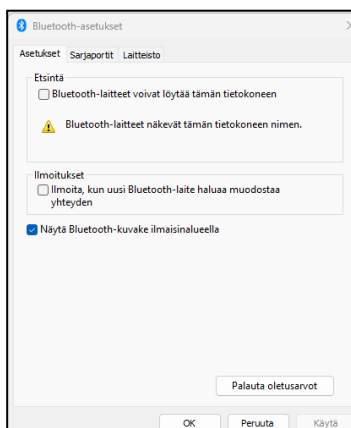 Bluetooth-asetukset
Asetukset Sarjaportit Laitteisto
Etsintä
Bluetooth-laitteet voivat löytää tämän tietokoneen
Bluetooth-laitteet näkevät tämän tietokoneen nimen.
Ilmoitukset
Ilmoita, kun uusi Bluetooth-laite haluaa muodostaa
yhteyden
Näytä Bluetooth-kuvake ilmaisinalueella
Palauta oletusarvot
OK Peruuta Käytä